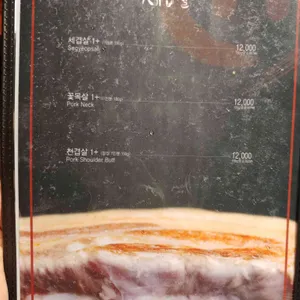 세겹살 1+
Segyeopsal
12,000
꽃목살 1+
Pork Neck
12,000
천겹살 1+
Pork Shoulder Butt
12,000